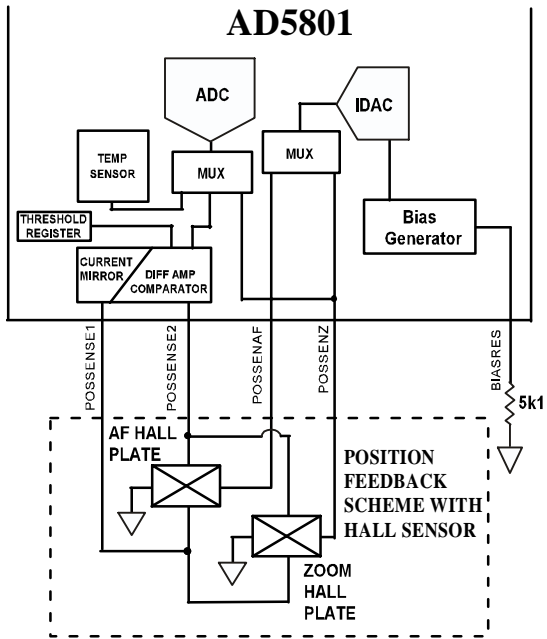 AD5801
ADC
IDAC
TEMP
SENSOR
MUX
MUX
THRESHOLD
REGISTER
Bias
Generator
CURRENT
MIRROR
DIFF AMP
COMPARATOR
POSSENSE1
POSSENSE2
POSSENAF
POSSENZ
BIASRES
5k1
AF HALL
PLATE
POSITION
FEEDBACK
SCHEME WITH
HALL SENSOR
ZOOM
HALL
PLATE